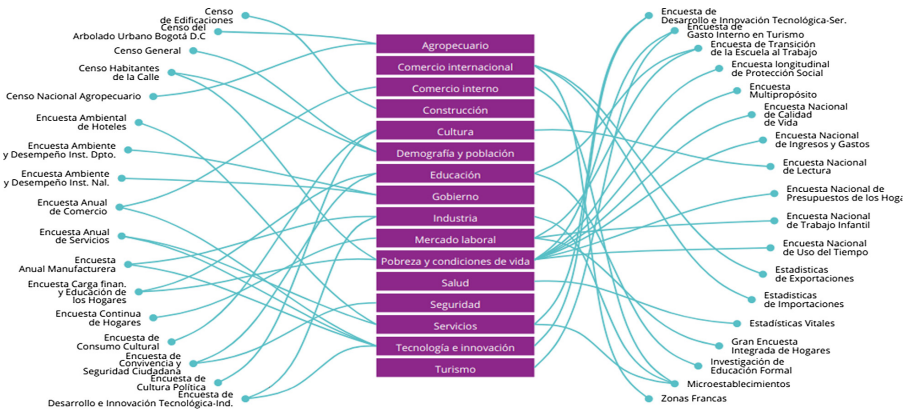 Censo
de Edificaciones
Censo del
Arbolado Urbano Bogotá D.C
Censo General
Censo Habitantes
de la Calle
Censo Nacional Agropecuario
Encuesta Ambiental
de Hoteles
Encuesta Ambiente
y Desempeño Inst. Dpto.
Encuesta Ambiente
y Desempeño Inst. Nal.
Encuesta Anual
de Comercio
Encuesta Anual
de Servicios
Encuesta
Anual Manufacturera
Encuesta Carga finan.
y Educación de
los Hogares
Encuesta Continua
de Hogares
Encuesta de
Consumo Cultural
Encuesta de
Convivencia y
Seguridad Ciudadana
Encuesta de
Cultura Política
Encuesta de
Desarrollo e Innovación Tecnológica-Ind.
Agropecuario
Comercio internacional
Comercio interno
Construcción
Cultura
Demografía y población
Educación
Gobierno
Industria
Mercado laboral
Pobreza y condiciones de vida
Salud
Seguridad
Servicios
Tecnología e innovación
Turismo
Encuesta de
Desarrollo e Innovación Tecnológica-Ser.
Encuesta de
Gasto Interno en Turismo
Encuesta de Transición
de la Escuela al Trabajo
Encuesta longitudinal
de Protección Social
Encuesta
Multipropósito
Encuesta Nacional
de Calidad
de Vida
Encuesta Nacional
de Ingresos y Gastos
Encuesta Nacional
de Lectura
Encuesta Nacional de
Presupuestos de los Hoga
Encuesta Nacional
de Trabajo Infantil
Encuesta Nacional
de Uso del Tiempo
Estadisticas
de Exportaciones
Estadisticas
de Importaciones
Estadísticas Vitales
Gran Encuesta
Integrada de Hogares
Investigación de
Educación Formal
Microestablecimientos
Zonas Francas